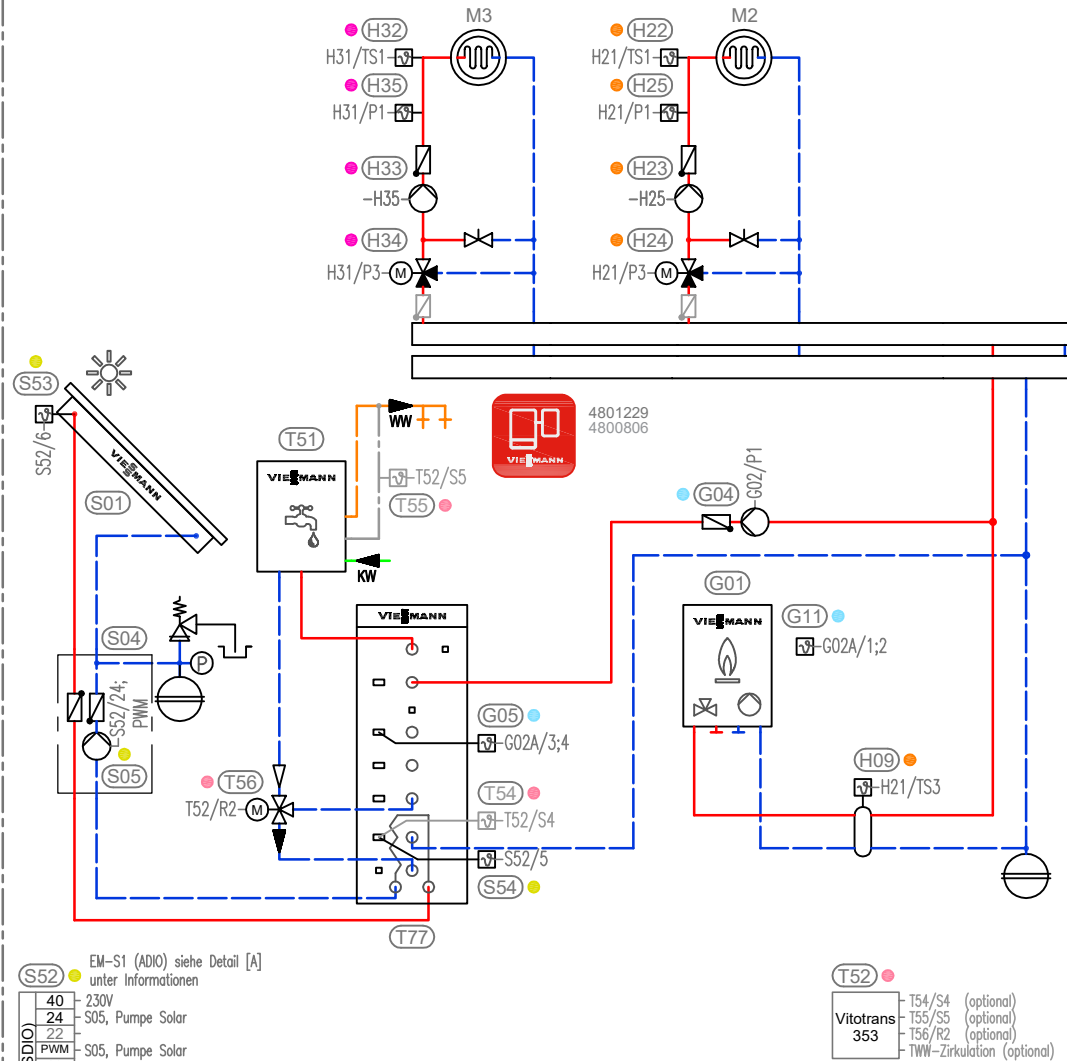 M3
M2
H32
H31/TS1
H35
H31/P1
H33
-H35-
H34
H31/P3
M
H22
H21/TS1
H25
H21/P1
H23
-H25-
H24
H21/P3
M
S53
S52/6
VIESSMANN
S01
T51
VIESSMANN
WW
T52/S5
T55
KW
VIESMANN
4801229
4800806
G04
G02/P1
G01
VIESSMANN
G11
G02A/1;2
S04
P
S52/24;
PWM
S05
VIESSMANN
G05
G02A/3;4
T56
T52/R2
M
T54
T52/S4
S52/5
S54
T77
H09
H21/TS3
S52
EM-S1 (ADIO) siehe Detail [A]
unter Informationen
SDIO)
40 230V
24 S05, Pumpe Solar
22
PWM S05, Pumpe Solar
T52
Vitotrans
353
T54/S4 (optional)
T55/S5 (optional)
T56/R2 (optional)
TWW-Zirkulation (optional)